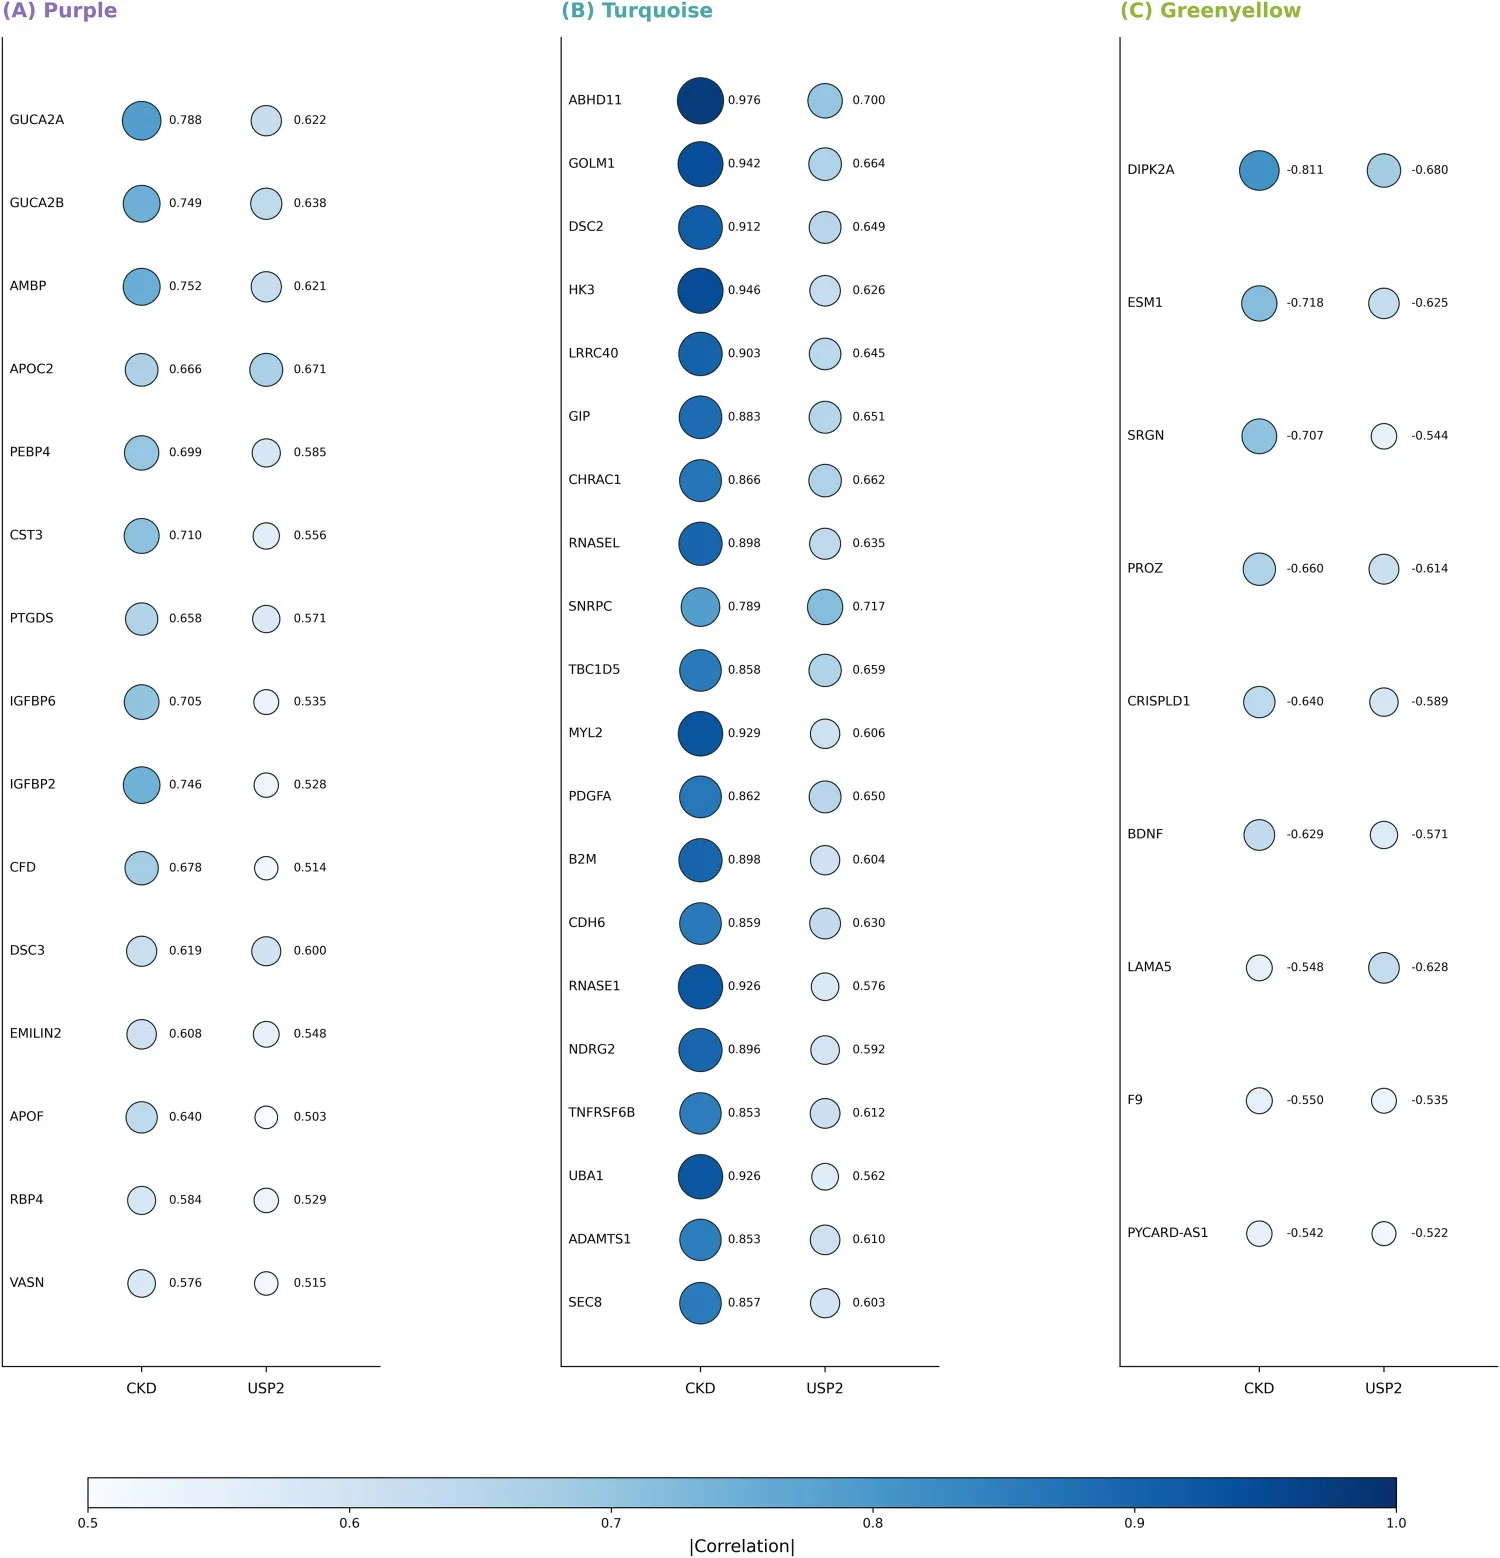 (A) Purple
GUCA2A 0.788 0.622
GUCA2B 0.749 0.638
AMBP 0.752 0.621
APOC2 0.666 0.671
PEBP4 0.699 0.585
CST3 0.710 0.556
PTGDS 0.658 0.571
IGFBP6 0.705 0.535
IGFBP2 0.746 0.528
CFD 0.678 0.514
DSC3 0.619 0.600
EMILIN2 0.608 0.548
APOF 0.640 0.503
RBP4 0.584 0.529
VASN 0.576 0.515
CKD USP2
(B) Turquoise
ABHD11 0.976 0.700
GOLM1 0.942 0.664
DSC2 0.912 0.649
HK3 0.946 0.626
LRRC40 0.903 0.645
GIP 0.883 0.651
CHRAC1 0.866 0.662
RNASEL 0.898 0.635
SNRPC 0.789 0.717
TBC1D5 0.858 0.659
MYL2 0.929 0.606
PDGFA 0.862 0.650
B2M 0.898 0.604
CDH6 0.859 0.630
RNASE1 0.926 0.576
NDRG2 0.896 0.592
TNFRSF6B 0.853 0.612
UBA1 0.926 0.562
ADAMTS1 0.853 0.610
SEC8 0.857 0.603
CKD USP2
(C) Greenyellow
DIPK2A -0.811 -0.680
ESM1 -0.718 -0.625
SRGN -0.707 -0.544
PROZ -0.660 -0.614
CRISPLD1 -0.640 -0.589
BDNF -0.629 -0.571
LAMA5 -0.548 -0.628
F9 -0.550 -0.535
PYCARD-AS1 -0.542 -0.522
CKD USP2
0.5 0.6 0.7 0.8 0.9 1.0
|Correlation|